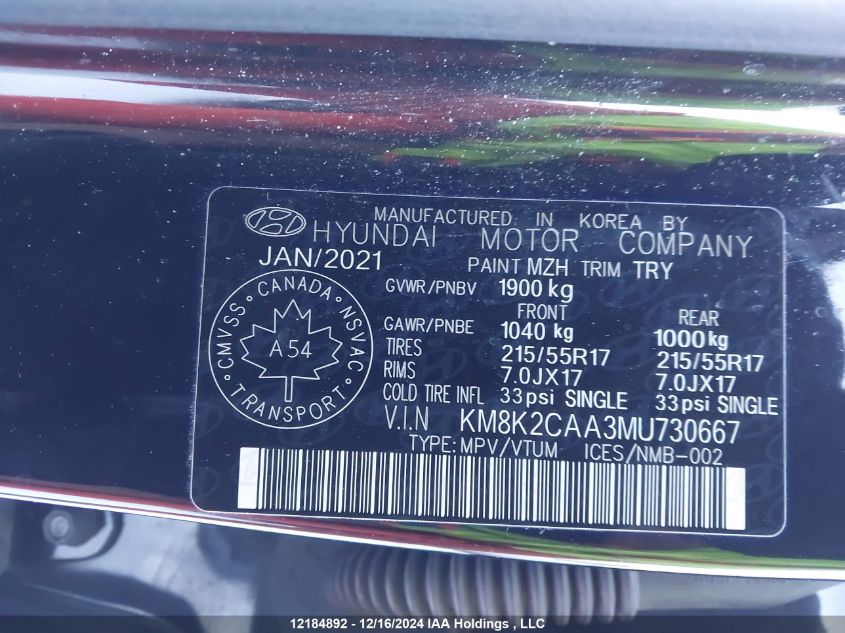 MANUFACTURED IN KOREA BY
HYUNDAI MOTOR COMPANY
JAN/2021 PAINT MZH TRIM TRY
GVWR/PNBV 1900 kg
FRONT REAR
GAWR/PNBE 1040 kg 1000kg
TIRES 215/55R17 215/55R17
RIMS 7.0JX17 7.0JX17
COLD TIRE INFL 33psi SINGLE 33psi SINGLE
V.I.N KM8K2CAA3MU730667
TYPE:MPV/VTUM ICES/NMB-002
CMVSS • CANADA • NSVAC
A 54
TRANSPORT
12184892 - 12/16/2024 IAA Holdings , LLC